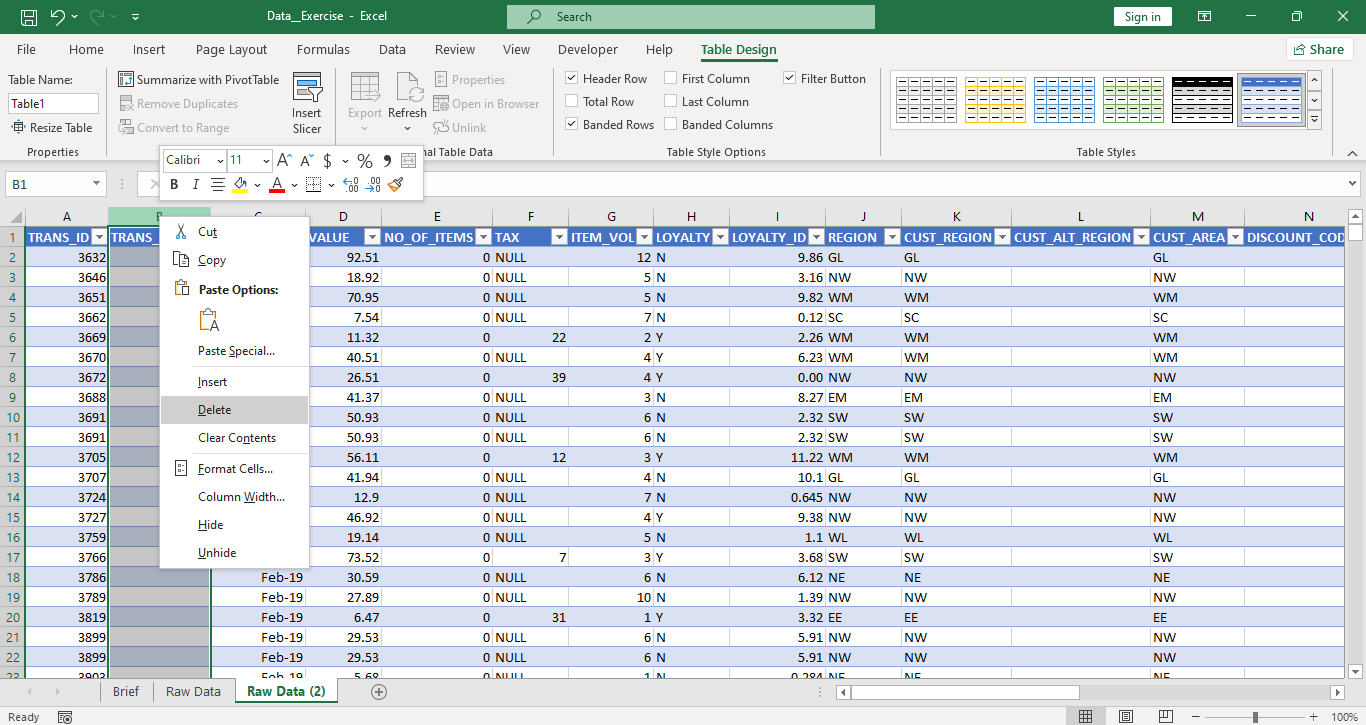 Data__Exercise - Excel
Search
Sign in
File Home Insert Page Layout Formulas Data Review View Developer Help Table Design Share
Table Name:
Table1
Resize Table
Properties
Summarize with PivotTable
Remove Duplicates
Convert to Range
Insert
Slicer
Export
Refresh
Properties
Open in Browser
Unlink
nal Table Data
Header Row First Column Filter Button
Total Row Last Column
Banded Rows Banded Columns
Table Style Options
Table Styles
Calibri 11 A A $ % ,
B I A .00 .00
B1
A C D E F G H I J K L M N
1 TRANS_ID TRANS_ VALUE NO_OF_ITEMS TAX ITEM_VOL LOYALTY LOYALTY_ID REGION CUST_REGION CUST_ALT_REGION CUST_AREA DISCOUNT_COD
2 3632 92.51 0 NULL 12 N 9.86 GL GL GL
3 3646 18.92 0 NULL 5 N 3.16 NW NW NW
4 3651 70.95 0 NULL 5 N 9.82 WM WM WM
5 3662 7.54 0 NULL 7 N 0.12 SC SC SC
6 3669 11.32 0 22 2 Y 2.26 WM WM WM
7 3670 40.51 0 NULL 4 Y 6.23 WM WM WM
8 3672 26.51 0 39 4 Y 0.00 NW NW NW
9 3688 41.37 0 NULL 3 N 8.27 EM EM EM
10 3691 50.93 0 NULL 6 N 2.32 SW SW SW
11 3691 50.93 0 NULL 6 N 2.32 SW SW SW
12 3705 56.11 0 12 3 Y 11.22 WM WM WM
13 3707 41.94 0 NULL 4 N 10.1 GL GL GL
14 3724 12.9 0 NULL 7 N 0.645 NW NW NW
15 3727 46.92 0 NULL 4 Y 9.38 NW NW NW
16 3759 19.14 0 NULL 5 N 1.1 WL WL WL
17 3766 73.52 0 7 3 Y 3.68 SW SW SW
18 3786 Feb-19 30.59 0 NULL 6 N 6.12 NE NE NE
19 3789 Feb-19 27.89 0 NULL 10 N 1.39 NW NW NW
20 3819 Feb-19 6.47 0 31 1 Y 3.32 EE EE EE
21 3899 Feb-19 29.53 0 NULL 6 N 5.91 NW NW NW
22 3899 Feb-19 29.53 0 NULL 6 N 5.91 NW NW NW
23 3903 Feb-19 5.68 0 NULL 1 N 0.284 NE NE NE
Cut
Copy
Paste Options:
Paste Special...
Insert
Delete
Clear Contents
Format Cells...
Column Width...
Hide
Unhide
Brief Raw Data Raw Data (2)
Ready
100%